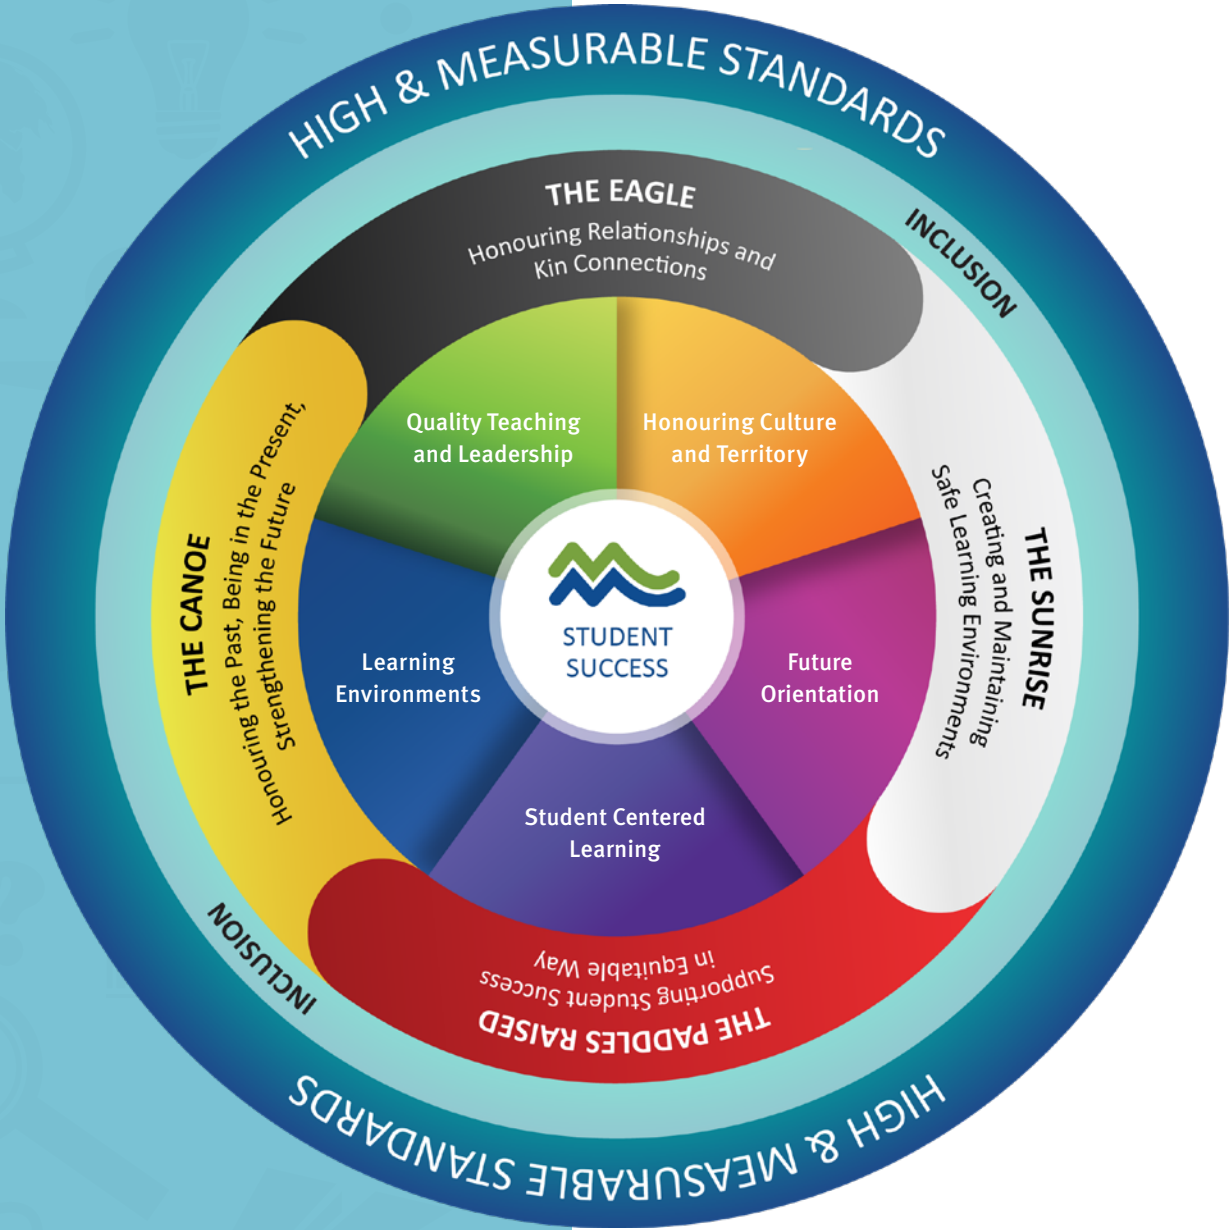 HIGH & MEASURABLE STANDARDS
INCLUSION
THE EAGLE
Honouring Relationships and
Kin Connections
THE SUNRISE
Creating and Maintaining
Safe Learning Environments
THE PADDLES RAISED
Supporting Student Success
in Equitable Way
THE CANOE
Honouring the Past, Being in the Present,
Strengthening the Future
Quality Teaching
and Leadership
Honouring Culture
and Territory
Future
Orientation
Student Centered
Learning
Learning
Environments
STUDENT
SUCCESS
INCLUSION
HIGH & MEASURABLE STANDARDS